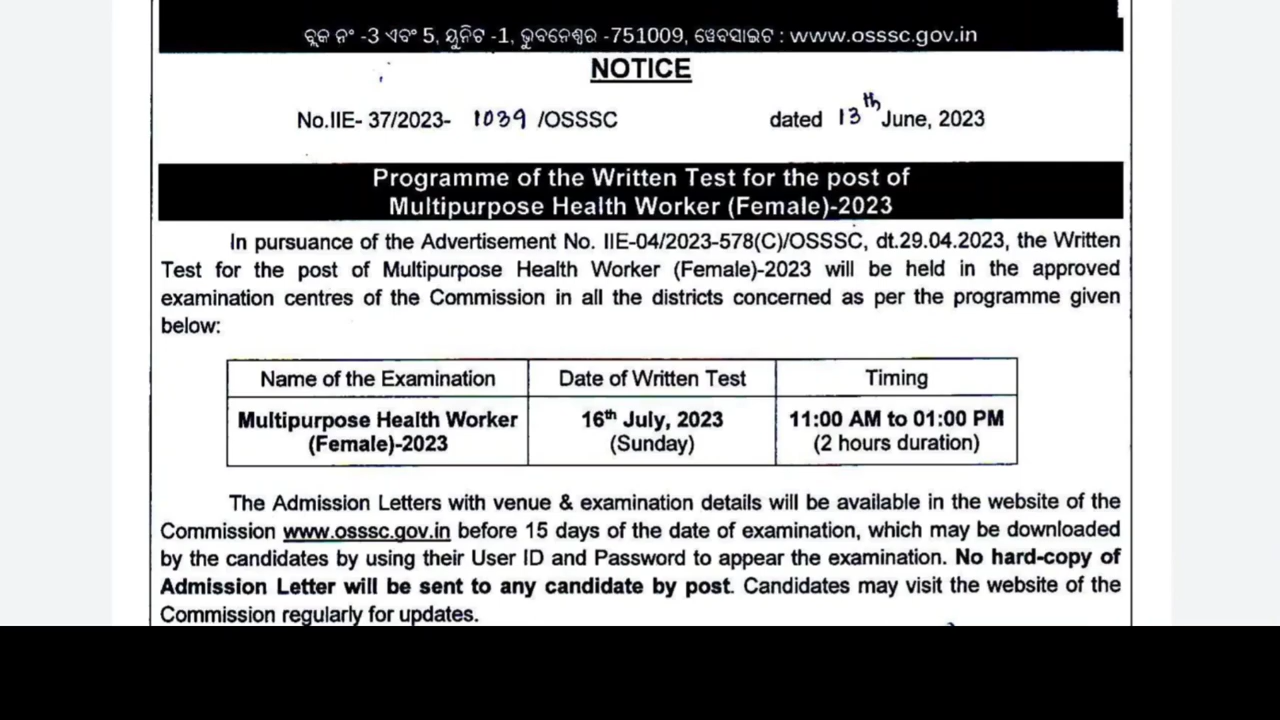 ବ୍ଲକ ନଂ -3 ଏବଂ 5, ୟୁନିଟ -1, ଭୁବନେଶ୍ୱର -751009, ୱେବସାଇଟ : www.osssc.gov.in
NOTICE
No.IIE- 37/2023- 1039 /OSSSC dated 13th June, 2023
Programme of the Written Test for the post of
Multipurpose Health Worker (Female)-2023
In pursuance of the Advertisement No. IIE-04/2023-578(C)/OSSSC, dt.29.04.2023, the Written
Test for the post of Multipurpose Health Worker (Female)-2023 will be held in the approved
examination centres of the Commission in all the districts concerned as per the programme given
below:
Name of the Examination Date of Written Test Timing
Multipurpose Health Worker 16th July, 2023 11:00 AM to 01:00 PM
(Female)-2023 (Sunday) (2 hours duration)
The Admission Letters with venue & examination details will be available in the website of the
Commission www.osssc.gov.in before 15 days of the date of examination, which may be downloaded
by the candidates by using their User ID and Password to appear the examination. No hard-copy of
Admission Letter will be sent to any candidate by post. Candidates may visit the website of the
Commission regularly for updates.